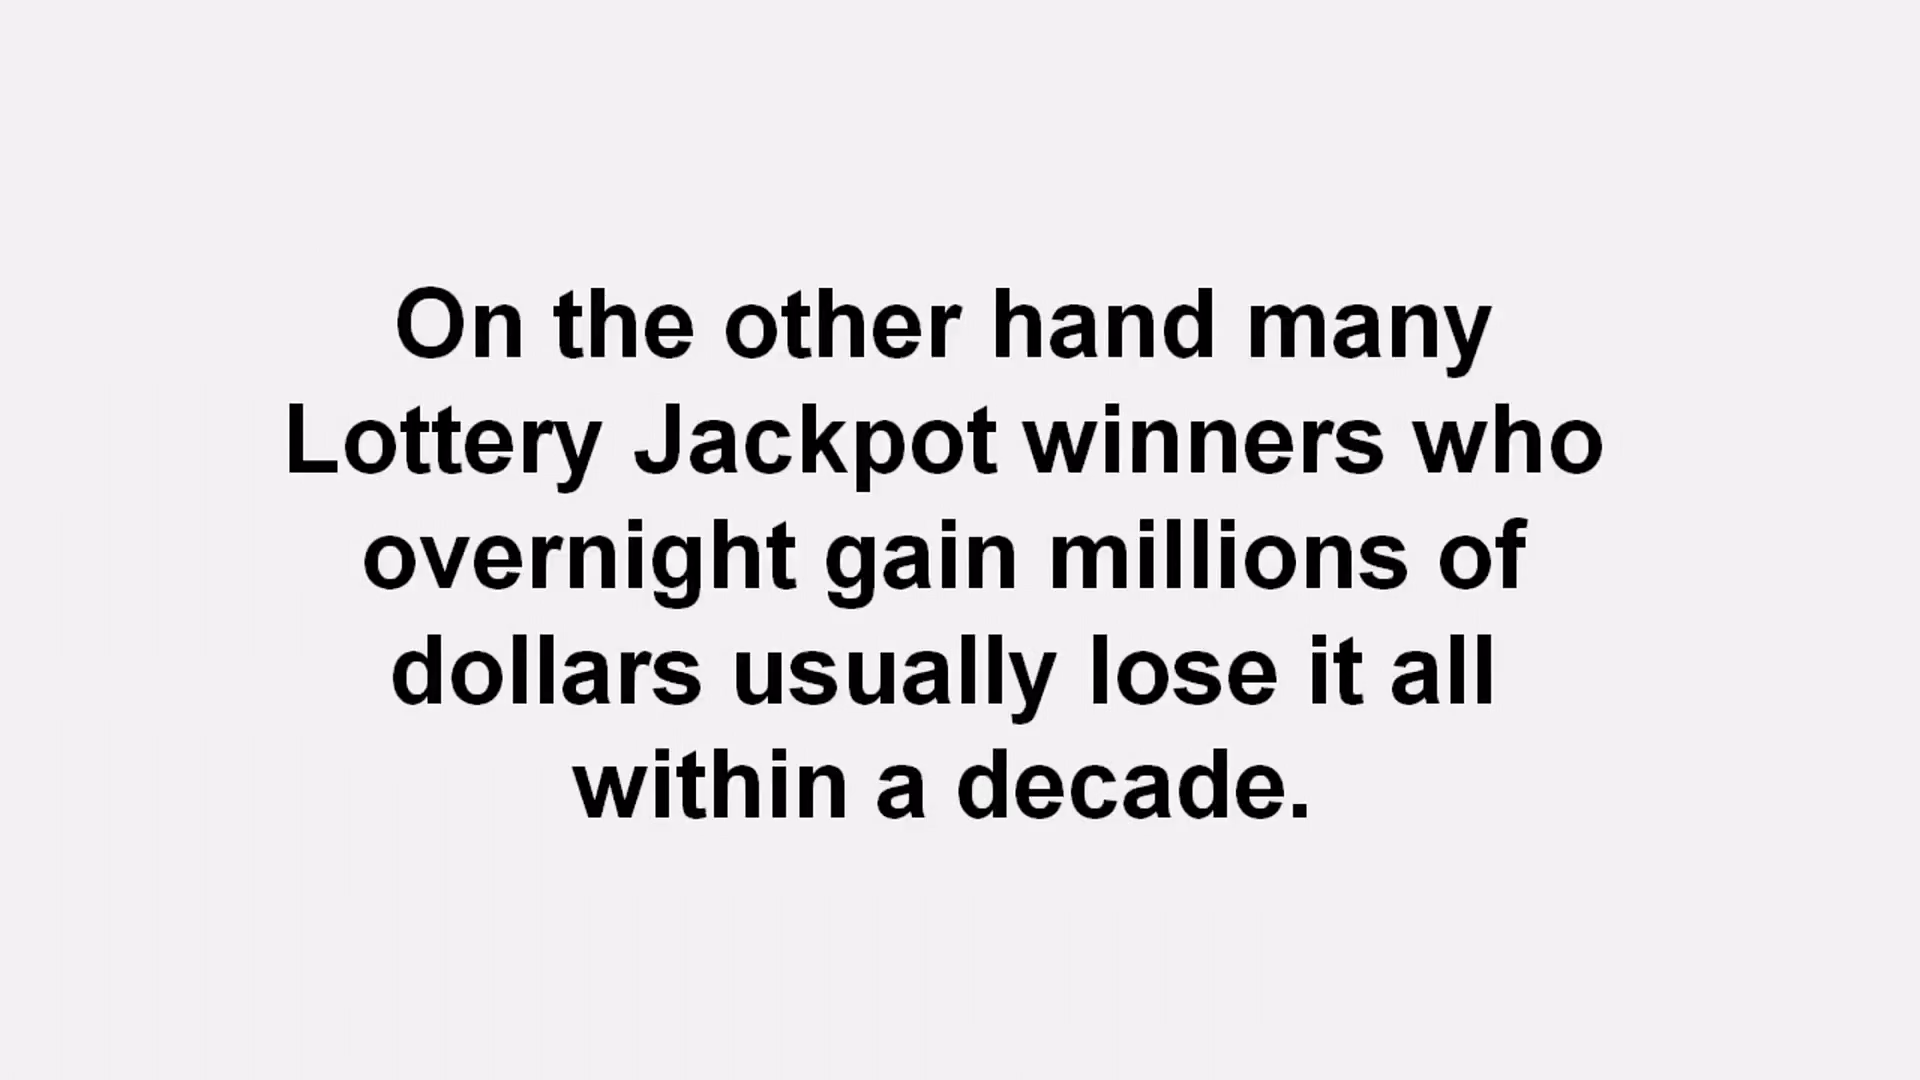 On the other hand many
Lottery Jackpot winners who
overnight gain millions of
dollars usually lose it all
within a decade.